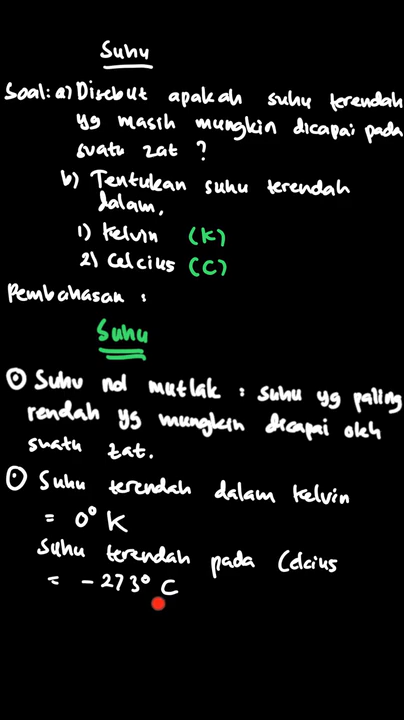 Suhu
Soal: a) Disebut apakah suhu terendah
yg masih mungkin dicapai pada
suatu zat ?
b) Tentukan suhu terendah
dalam,
1) Kelvin (K)
2) Celcius (C)
Pembahasan :
Suhu
Suhu nol mutlak : suhu yg paling
rendah yg mungkin dicapai oleh
suatu zat.
Suhu terendah dalam Kelvin
= 0° K
Suhu terendah pada Celcius
= -273° C